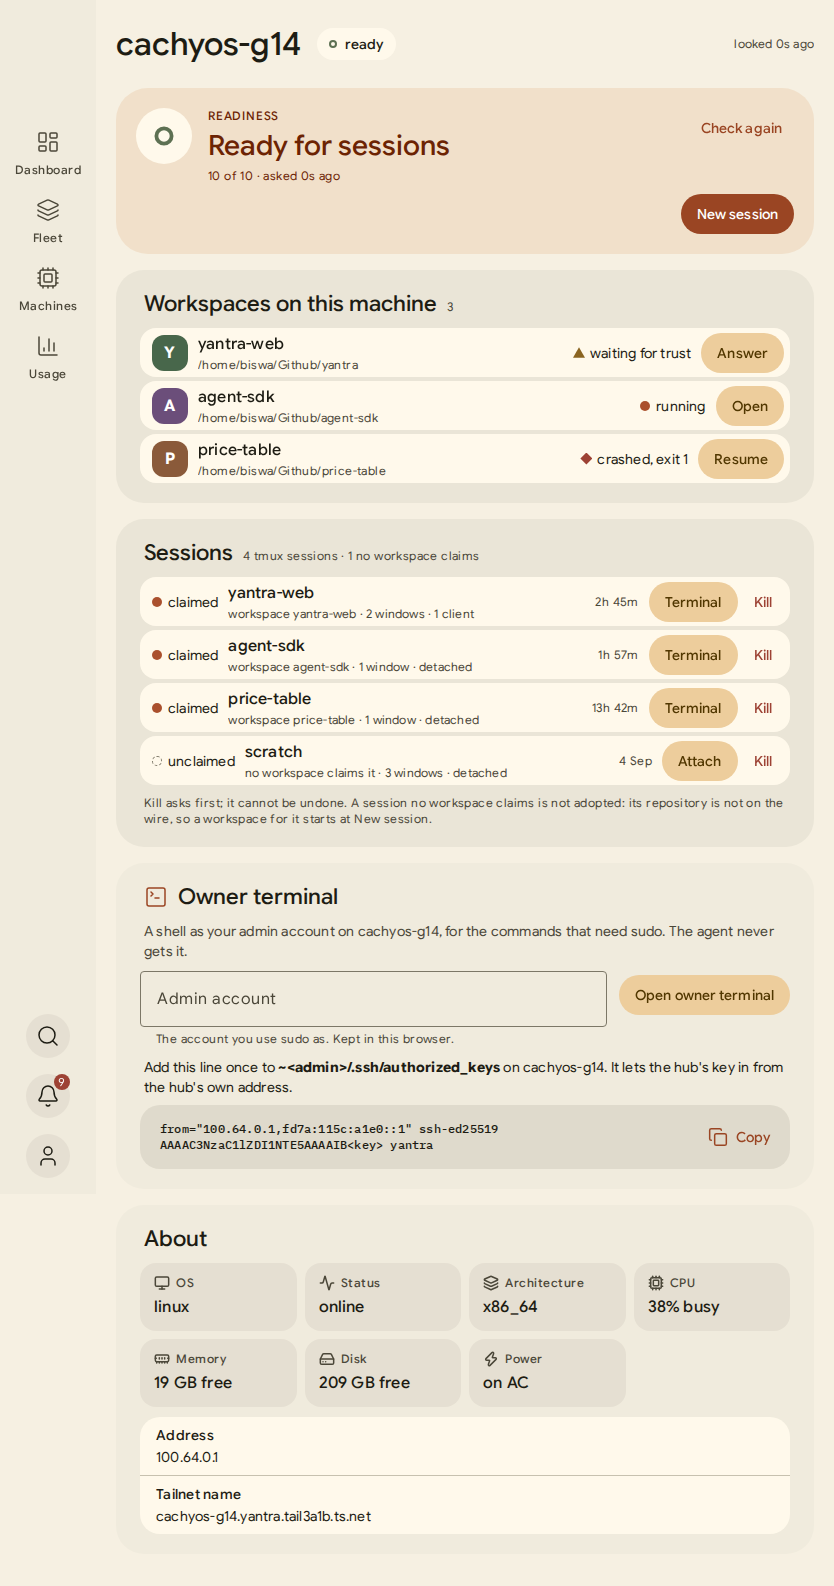 cachyos-g14
ready
looked 0s ago
Dashboard
Fleet
Machines
Usage
9
READINESS
Ready for sessions
10 of 10 · asked 0s ago
Check again
New session
Workspaces on this machine 3
Y
yantra-web
/home/biswa/Github/yantra
waiting for trust
Answer
A
agent-sdk
/home/biswa/Github/agent-sdk
running
Open
P
price-table
/home/biswa/Github/price-table
crashed, exit 1
Resume
Sessions 4 tmux sessions · 1 no workspace claims
claimed
yantra-web
workspace yantra-web · 2 windows · 1 client
2h 45m
Terminal
Kill
claimed
agent-sdk
workspace agent-sdk · 1 window · detached
1h 57m
Terminal
Kill
claimed
price-table
workspace price-table · 1 window · detached
13h 42m
Terminal
Kill
unclaimed
scratch
no workspace claims it · 3 windows · detached
4 Sep
Attach
Kill
Kill asks first; it cannot be undone. A session no workspace claims is not adopted: its repository is not on the
wire, so a workspace for it starts at New session.
Owner terminal
A shell as your admin account on cachyos-g14, for the commands that need sudo. The agent never
gets it.
Admin account
Open owner terminal
The account you use sudo as. Kept in this browser.
Add this line once to ~<admin>/.ssh/authorized_keys on cachyos-g14. It lets the hub's key in from
the hub's own address.
from="100.64.0.1,fd7a:115c:a1e0::1" ssh-ed25519
AAAAC3NzaC1lZDI1NTE5AAAAIB<key> yantra
Copy
About
OS
linux
Status
online
Architecture
x86_64
CPU
38% busy
Memory
19 GB free
Disk
209 GB free
Power
on AC
Address
100.64.0.1
Tailnet name
cachyos-g14.yantra.tail3a1b.ts.net